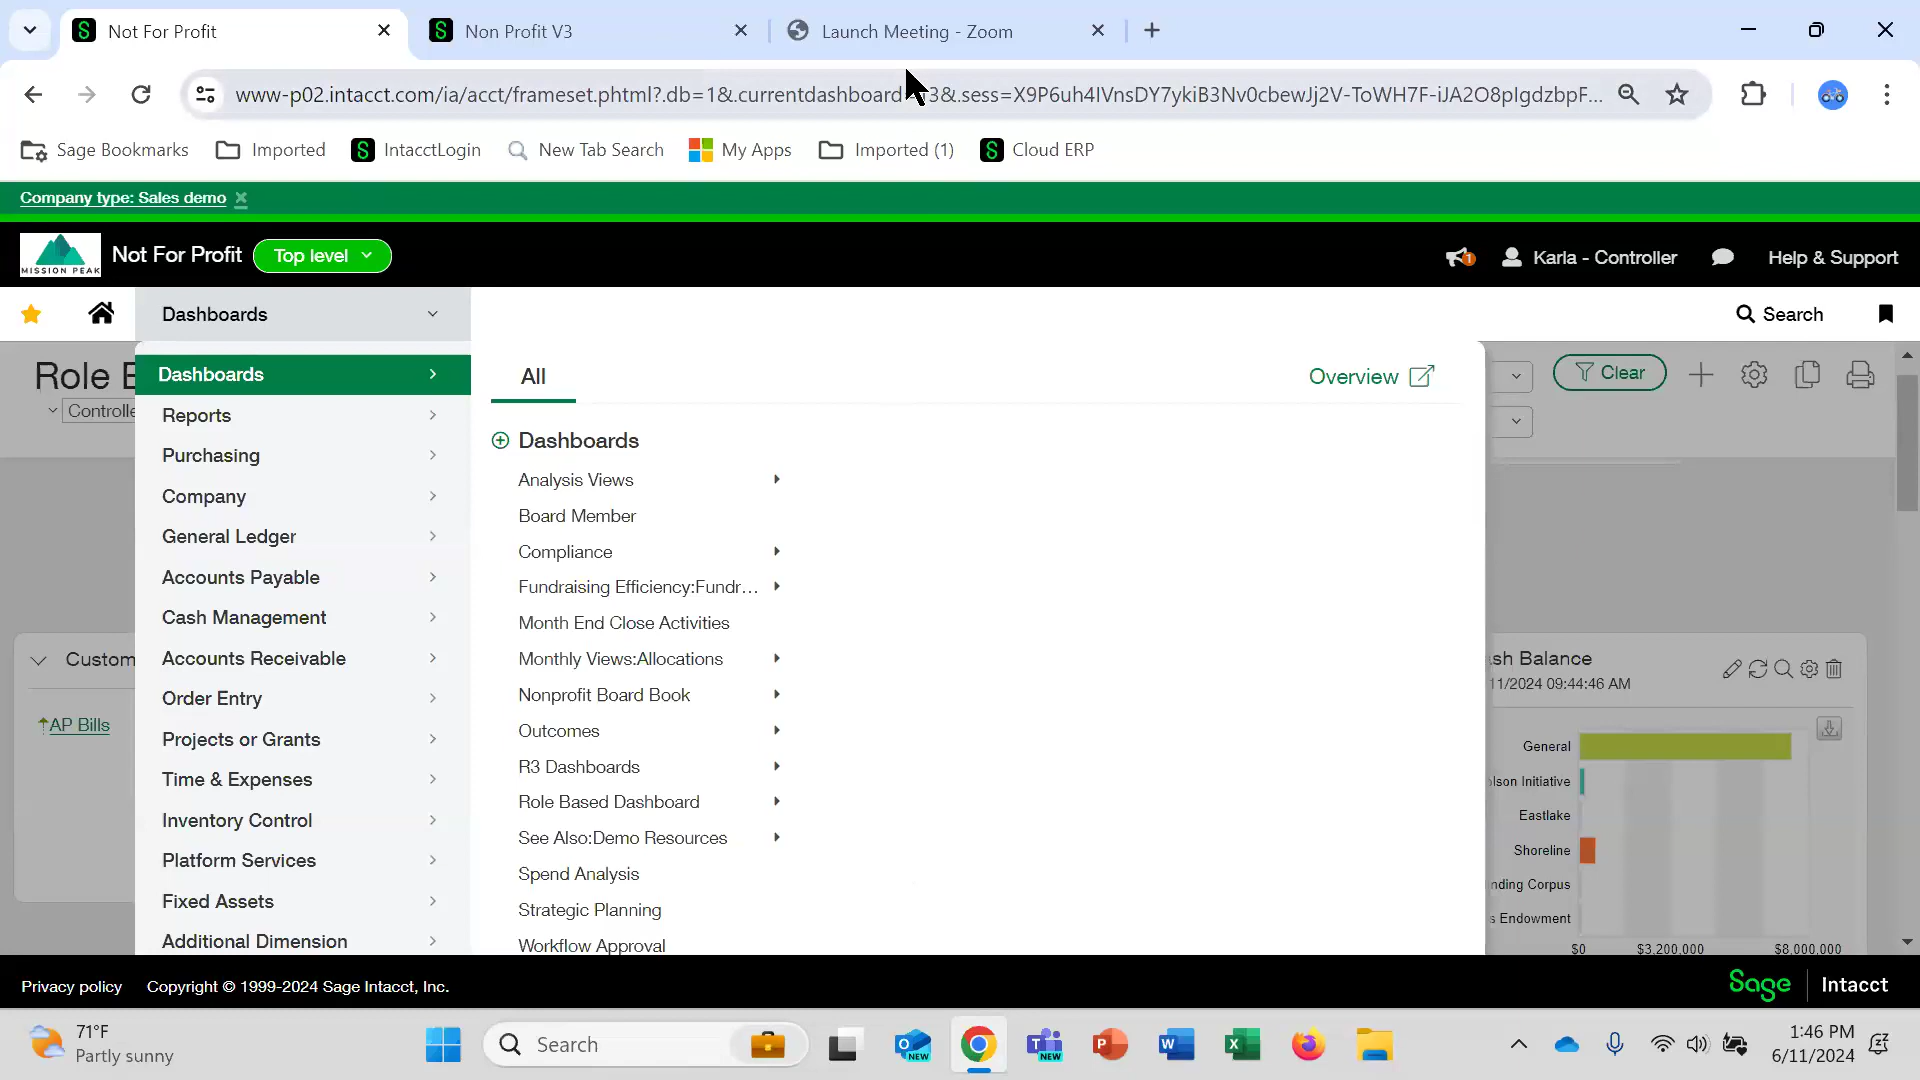 Not For Profit
Non Profit V3
Launch Meeting - Zoom
www-p02.intacct.com/ia/acct/frameset.phtml?.db=1&.currentdashboard 3&.sess=X9P6uh4IVnsDY7ykiB3Nv0cbewJj2V-ToWH7F-iJA2O8pIgdzbpF...
Sage Bookmarks
Imported
IntacctLogin
New Tab Search
My Apps
Imported (1)
Cloud ERP
Company type: Sales demo
MISSION PEAK
Not For Profit
Top level
1
Karla - Controller
Help & Support
Dashboards
Search
Role B
Controlle
Clear
Dashboards
Reports
Purchasing
Company
General Ledger
Accounts Payable
Cash Management
Accounts Receivable
Order Entry
Projects or Grants
Time & Expenses
Inventory Control
Platform Services
Fixed Assets
Additional Dimension
All
Overview
Dashboards
Analysis Views
Board Member
Compliance
Fundraising Efficiency:Fundr...
Month End Close Activities
Monthly Views:Allocations
Nonprofit Board Book
Outcomes
R3 Dashboards
Role Based Dashboard
See Also:Demo Resources
Spend Analysis
Strategic Planning
Workflow Approval
Custom
AP Bills
sh Balance
11/2024 09:44:46 AM
General
lson Initiative
Eastlake
Shoreline
nding Corpus
s Endowment
$0
$3,200,000
$8,000,000
Privacy policy
Copyright © 1999-2024 Sage Intacct, Inc.
Sage
Intacct
71°F
Partly sunny
Search
NEW
NEW
1:46 PM
6/11/2024